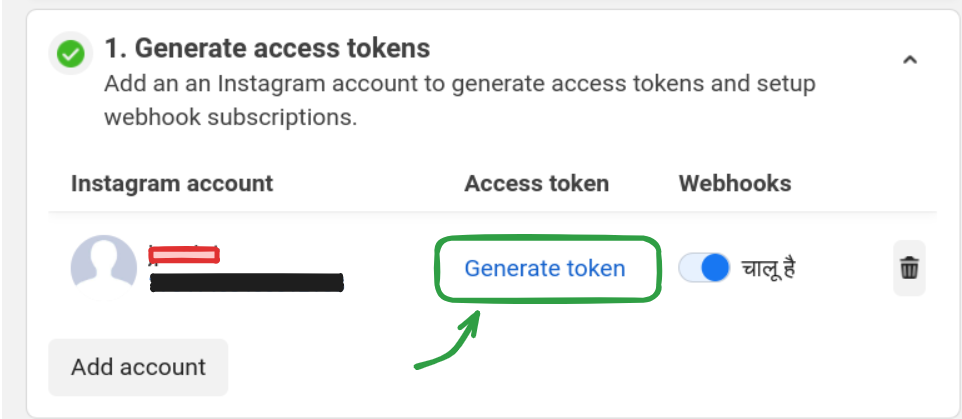 1. Generate access tokens
Add an an Instagram account to generate access tokens and setup
webhook subscriptions.
Instagram account Access token Webhooks
Generate token चालू है
Add account